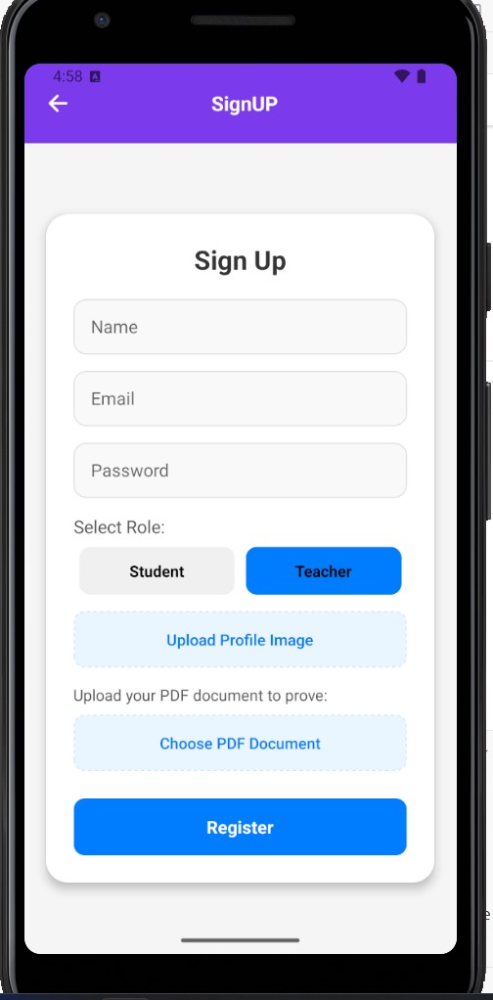 4:58 A
SignUP
Sign Up
Name
Email
Password
Select Role:
Student Teacher
Upload Profile Image
Upload your PDF document to prove:
Choose PDF Document
Register